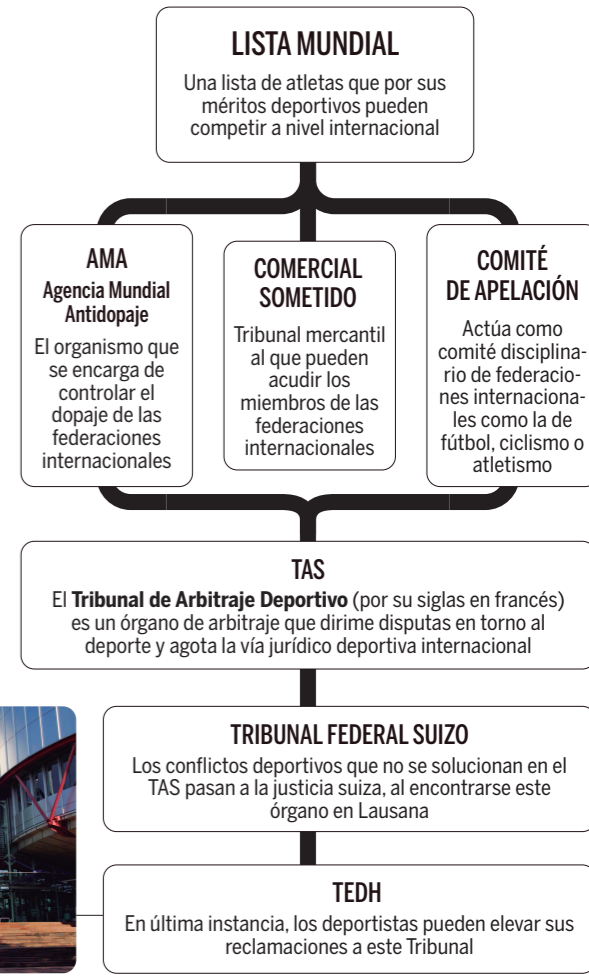 LISTA MUNDIAL
Una lista de atletas que por sus
méritos deportivos pueden
competir a nivel internacional
AMA
Agencia Mundial
Antidopaje
El organismo que
se encarga de
controlar el
dopaje de las
federaciones
internacionales
COMERCIAL
SOMETIDO
Tribunal mercantil
al que pueden
acudir los
miembros de las
federaciones
internacionales
COMITÉ
DE APELACIÓN
Actúa como
comité disciplina-
rio de federacio-
nes internaciona-
les como la de
fútbol, ciclismo o
atletismo
TAS
El Tribunal de Arbitraje Deportivo (por su siglas en francés)
es un órgano de arbitraje que dirime disputas en torno al
deporte y agota la vía jurídico deportiva internacional
TRIBUNAL FEDERAL SUIZO
Los conflictos deportivos que no se solucionan en el
TAS pasan a la justicia suiza, al encontrarse este
órgano en Lausana
TEDH
En última instancia, los deportistas pueden elevar sus
reclamaciones a este Tribunal